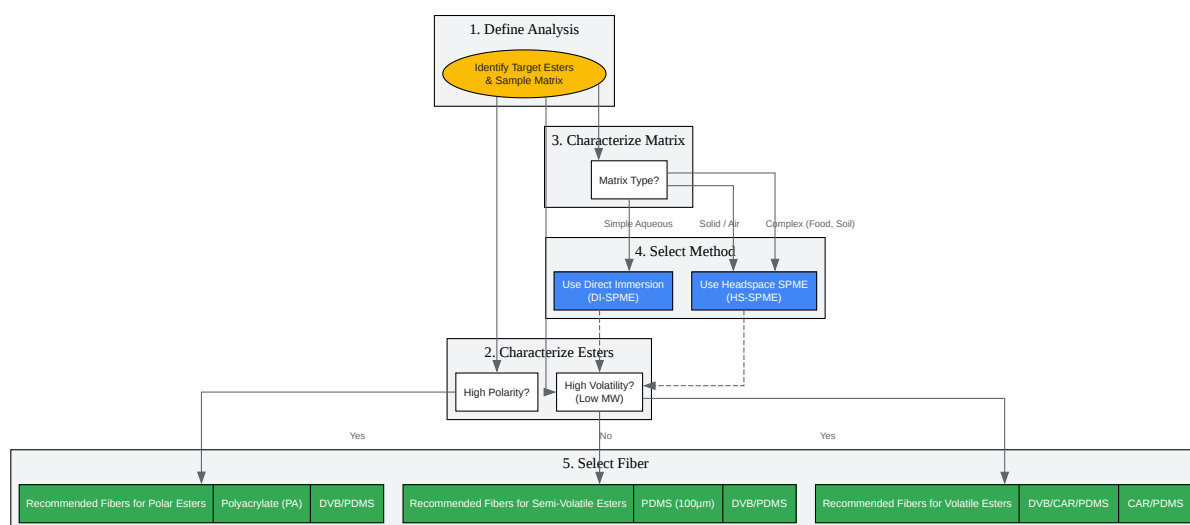 1. Define Analysis
Identify Target Esters
& Sample Matrix
3. Characterize Matrix
Matrix Type?
Simple Aqueous
Solid / Air
Complex (Food, Soil)
4. Select Method
Use Direct Immersion
(DI-SPME)
Use Headspace SPME
(HS-SPME)
2. Characterize Esters
High Polarity?
High Volatility?
(Low MW)
Yes
No
Yes
5. Select Fiber
Recommended Fibers for Polar Esters
Polyacrylate (PA)
DVB/PDMS
Recommended Fibers for Semi-Volatile Esters
PDMS (100µm)
DVB/PDMS
Recommended Fibers for Volatile Esters
DVB/CAR/PDMS
CAR/PDMS